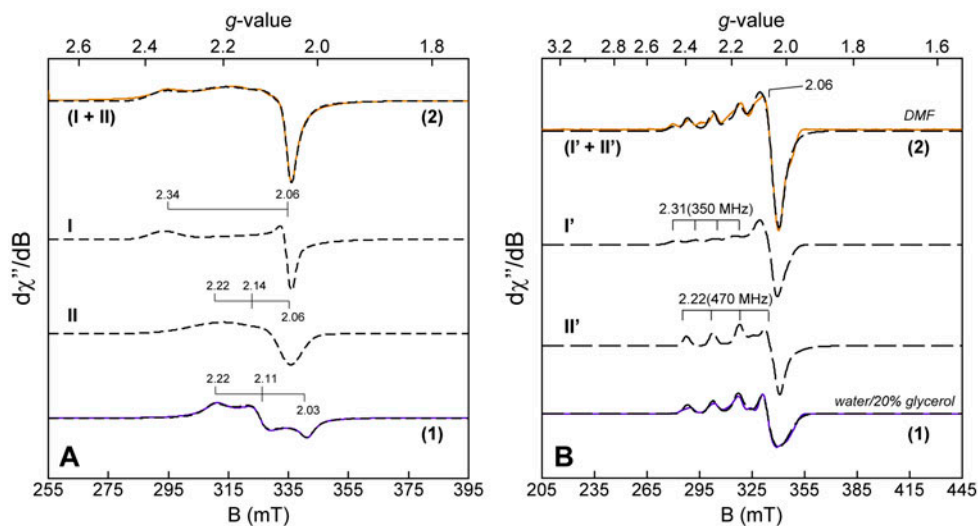 g-value
2.6 2.4 2.2 2.0 1.8
(I + II)
(2)
2.34 2.06
I
2.22 2.14
2.06
II
2.22 2.11
2.03
(1)
A
255 275 295 315 335 355 375 395
B (mT)
dχ’’/dB
g-value
3.2 2.8 2.6 2.4 2.2 2.0 1.8 1.6
2.06
DMF
(I’ + II’)
(2)
2.31(350 MHz)
I’
2.22(470 MHz)
II’
water/20% glycerol
(1)
B
205 235 265 295 325 355 385 415 445
B (mT)
dχ’’/dB